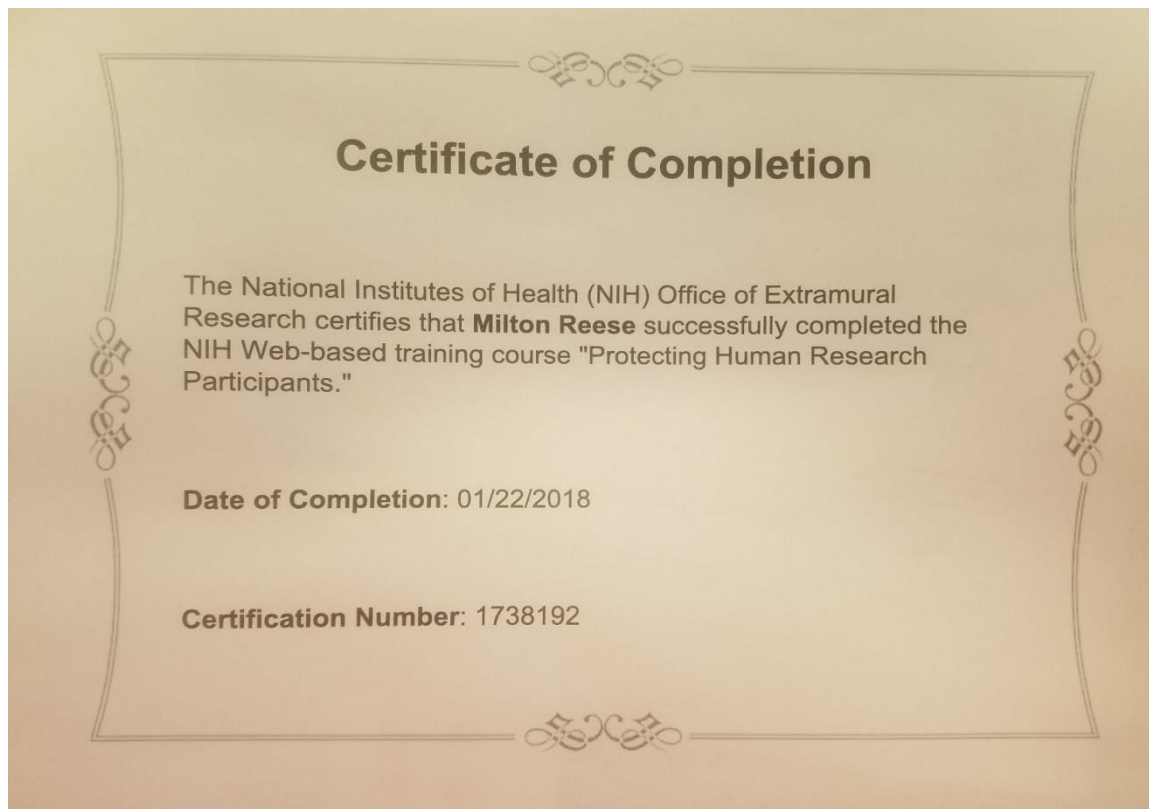 Certificate of Completion
The National Institutes of Health (NIH) Office of Extramural
Research certifies that Milton Reese successfully completed the
NIH Web-based training course "Protecting Human Research
Participants."
Date of Completion: 01/22/2018
Certification Number: 1738192